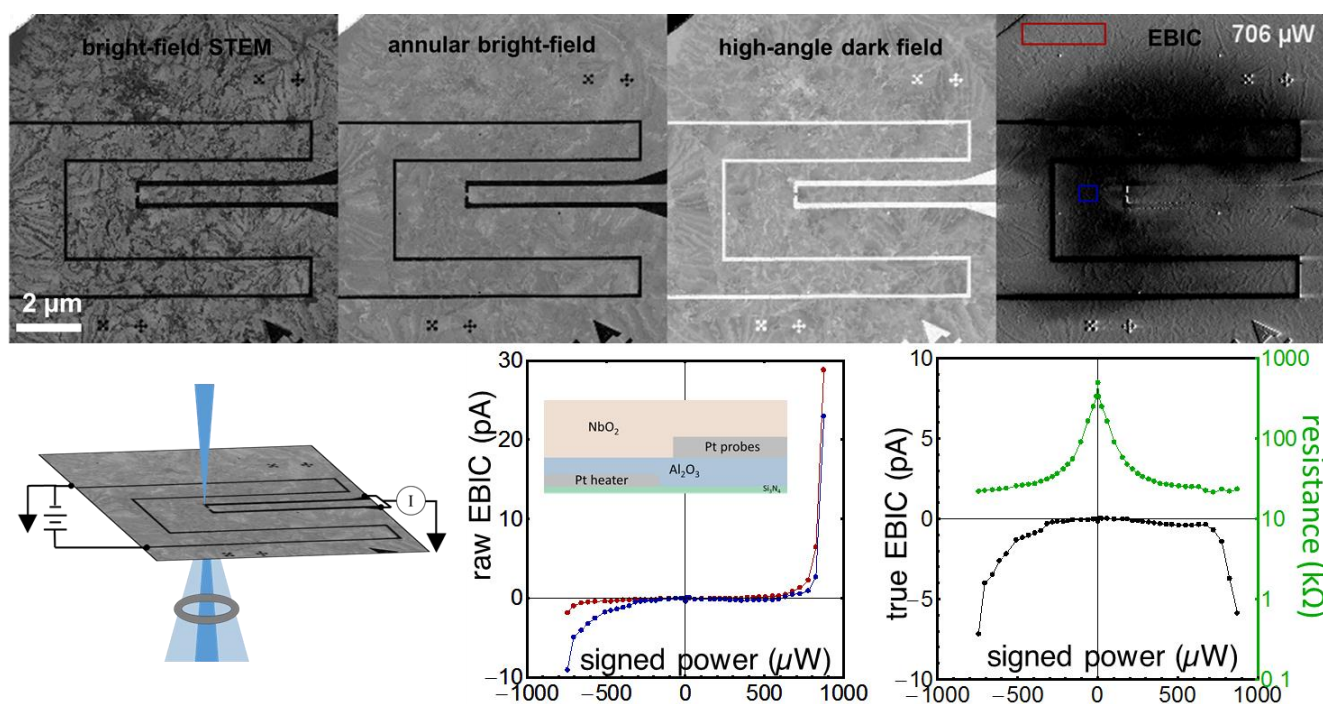 bright-field STEM
annular bright-field
high-angle dark field
EBIC
706 µW
2 µm
I
raw EBIC (pA)
30
20
10
0
−10
NbO₂
Pt probes
Al₂O₃
Pt heater
Si₃N₄
signed power (µW)
−1000 −500 0 500 1000
true EBIC (pA)
10
5
0
−5
−10
1000
100
10
1
0.1
resistance (kΩ)
signed power (µW)
−1000 −500 0 500 1000